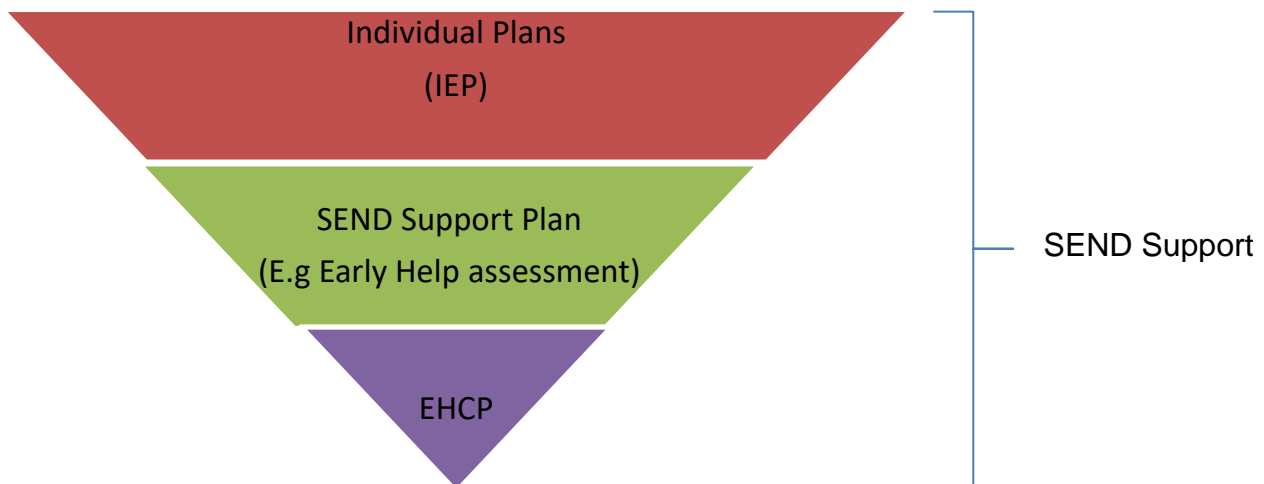 Individual Plans
(IEP)
SEND Support Plan
(E.g Early Help assessment)
SEND Support
EHCP